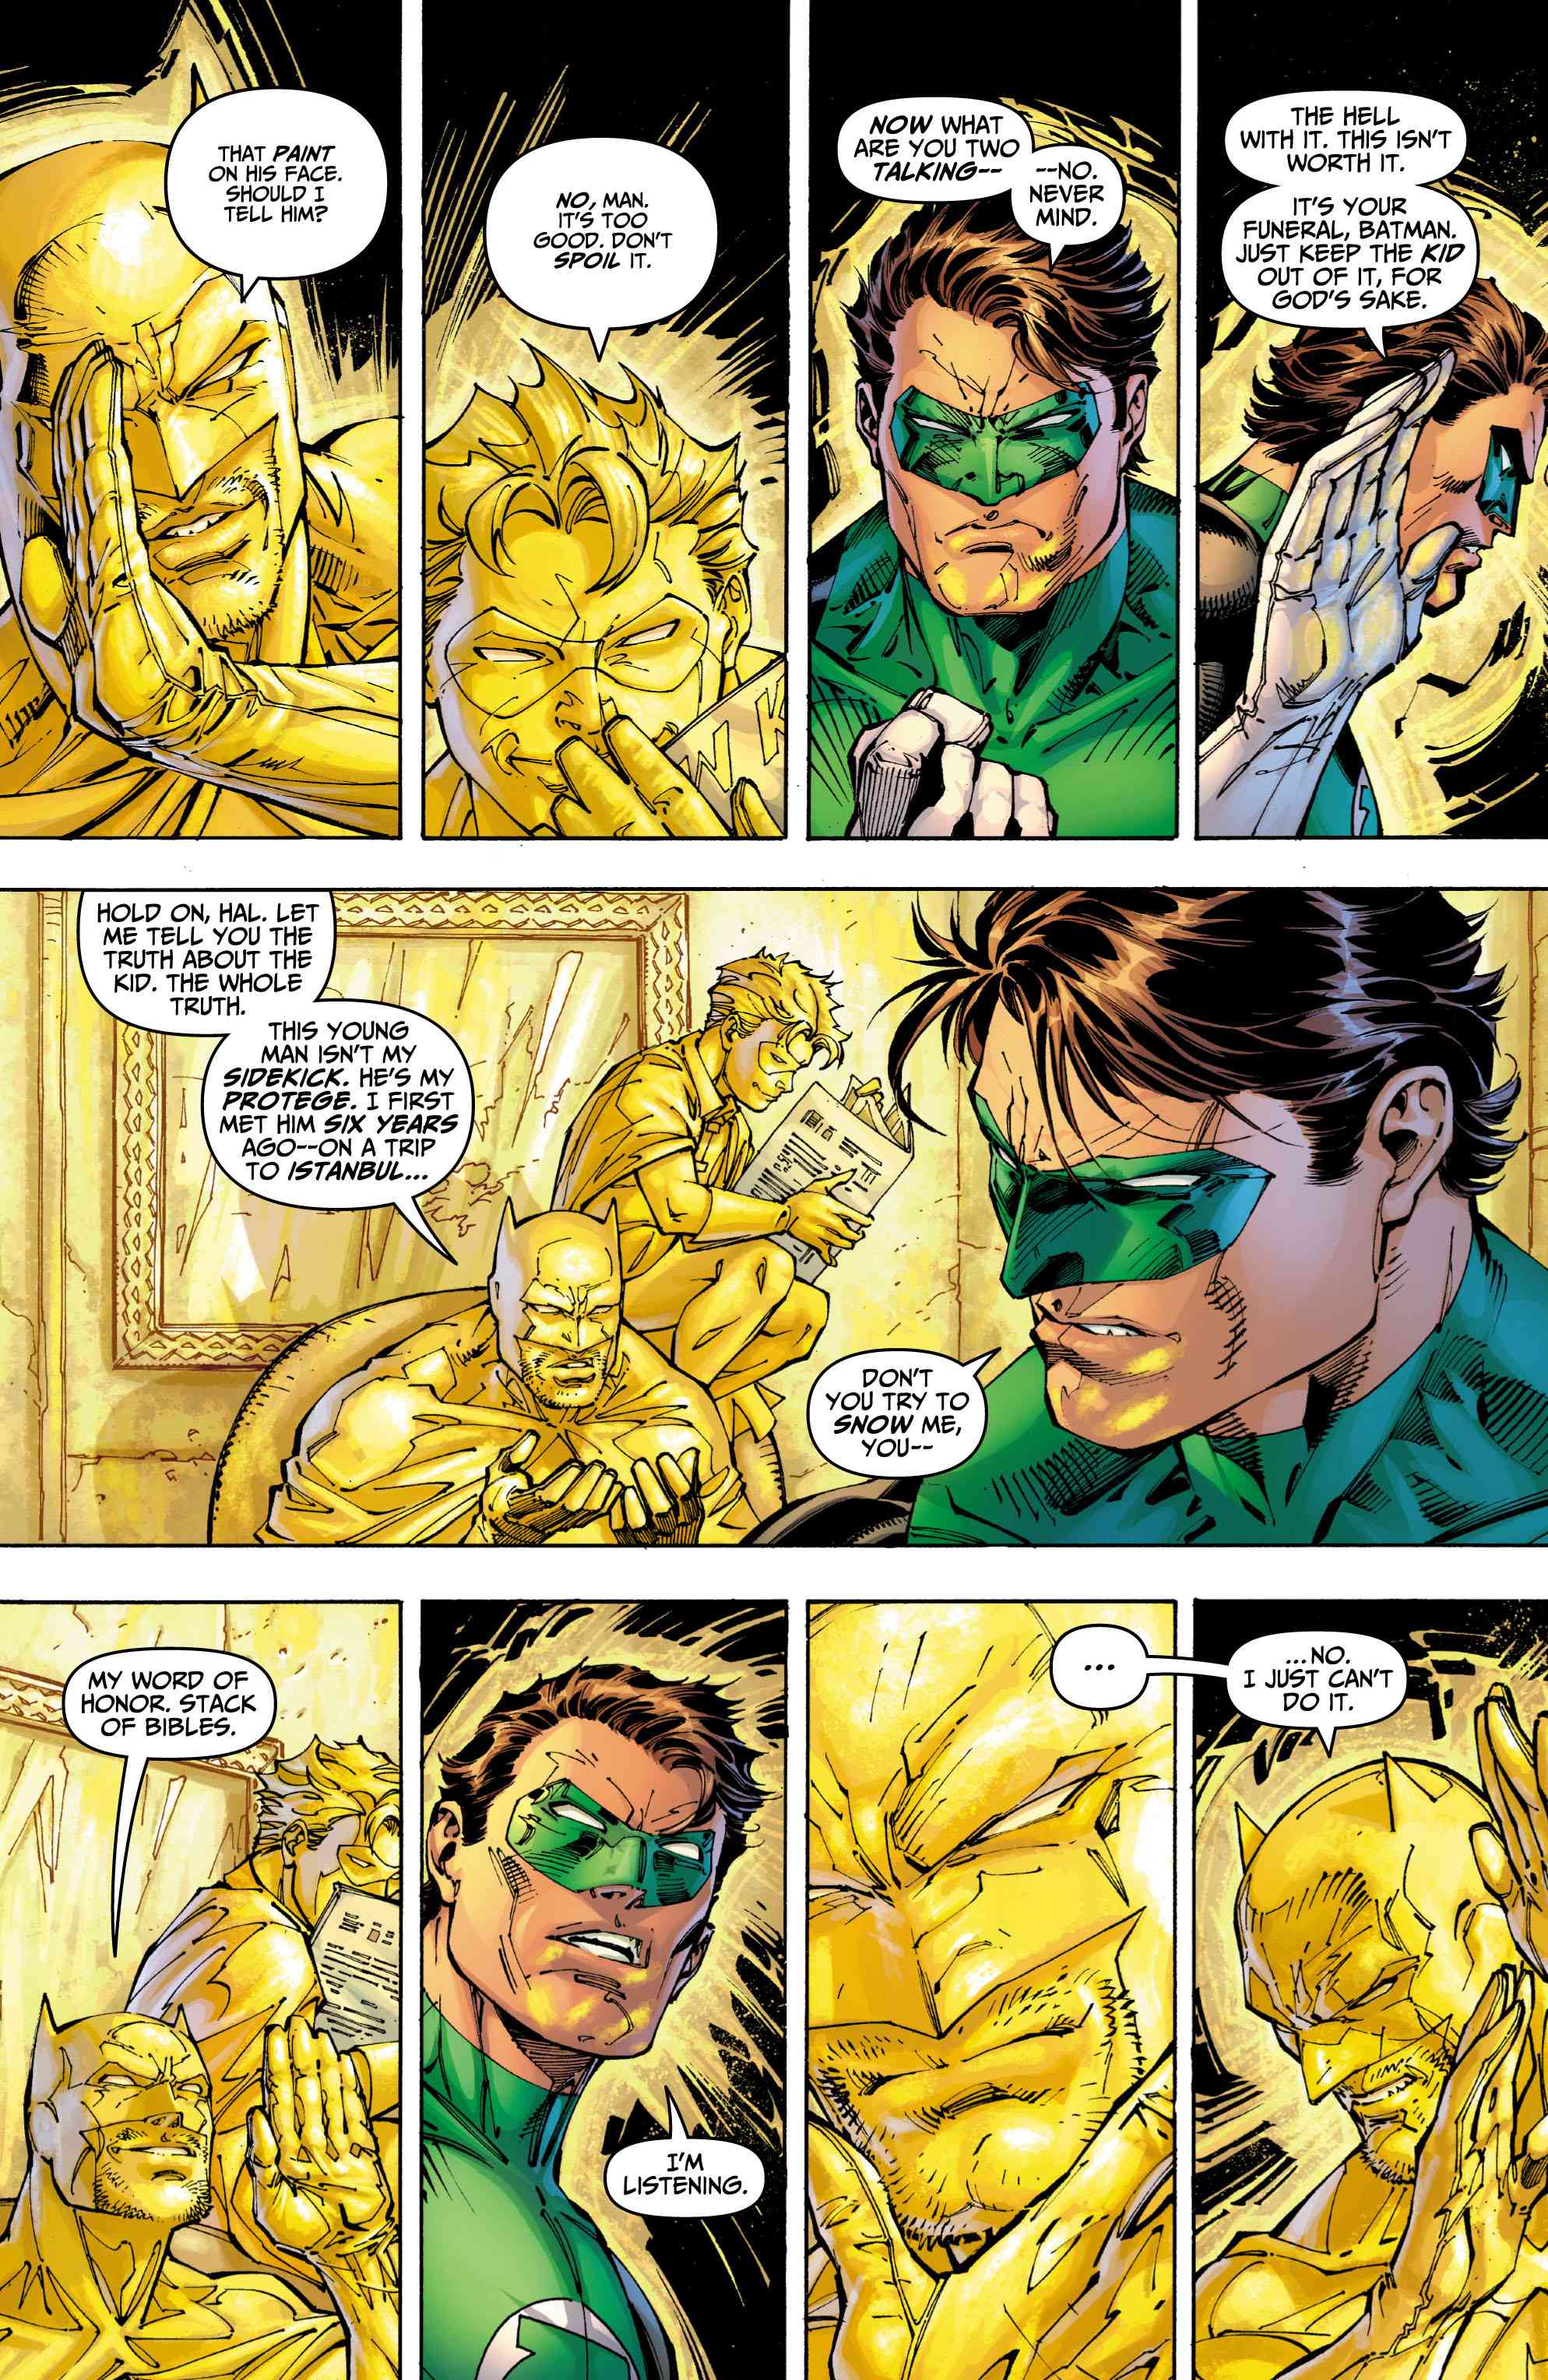 THAT PAINT
ON HIS FACE.
SHOULD I
TELL HIM?
NO, MAN.
IT'S TOO
GOOD. DON'T
SPOIL IT.
NOW WHAT
ARE YOU TWO
TALKING--
--NO.
NEVER
MIND.
THE HELL
WITH IT. THIS ISN'T
WORTH IT.
IT'S YOUR
FUNERAL, BATMAN.
JUST KEEP THE KID
OUT OF IT, FOR
GOD'S SAKE.
HOLD ON, HAL. LET
ME TELL YOU THE
TRUTH ABOUT THE
KID. THE WHOLE
TRUTH.
THIS YOUNG
MAN ISN'T MY
SIDEKICK. HE'S MY
PROTEGE. I FIRST
MET HIM SIX YEARS
AGO--ON A TRIP
TO ISTANBUL...
DON'T
YOU TRY TO
SNOW ME,
YOU--
MY WORD OF
HONOR. STACK
OF BIBLES.
I'M
LISTENING.
...
...NO.
I JUST CAN'T
DO IT.